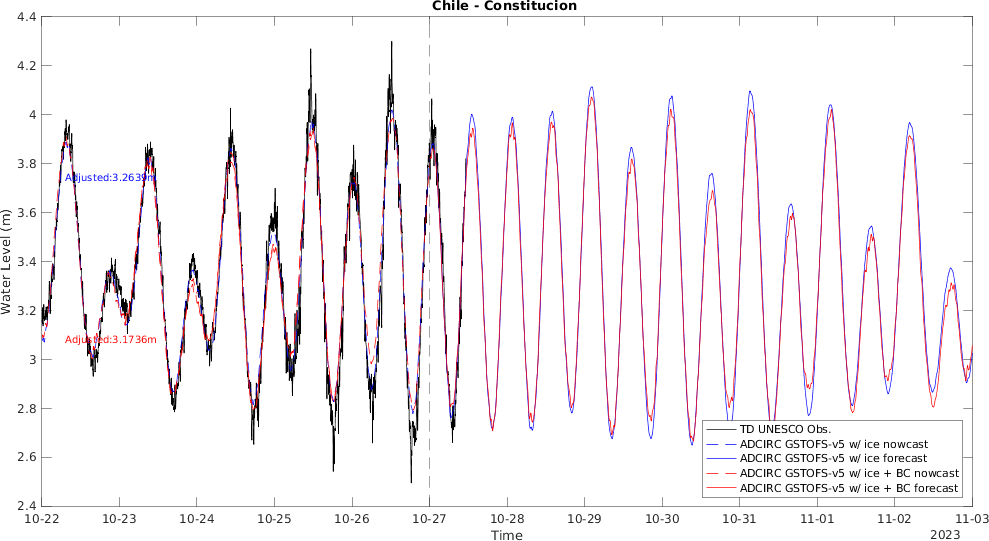 Chile - Constitucion
4.4
4.2
4
3.8
3.6
3.4
3.2
3
2.8
2.6
2.4
Water Level (m)
Adjusted:3.2639m
Adjusted:3.1736m
TD UNESCO Obs.
ADCIRC GSTOFS-v5 w/ ice nowcast
ADCIRC GSTOFS-v5 w/ ice forecast
ADCIRC GSTOFS-v5 w/ ice + BC nowcast
ADCIRC GSTOFS-v5 w/ ice + BC forecast
10-22 10-23 10-24 10-25 10-26 10-27 10-28 10-29 10-30 10-31 11-01 11-02 11-03
Time
2023